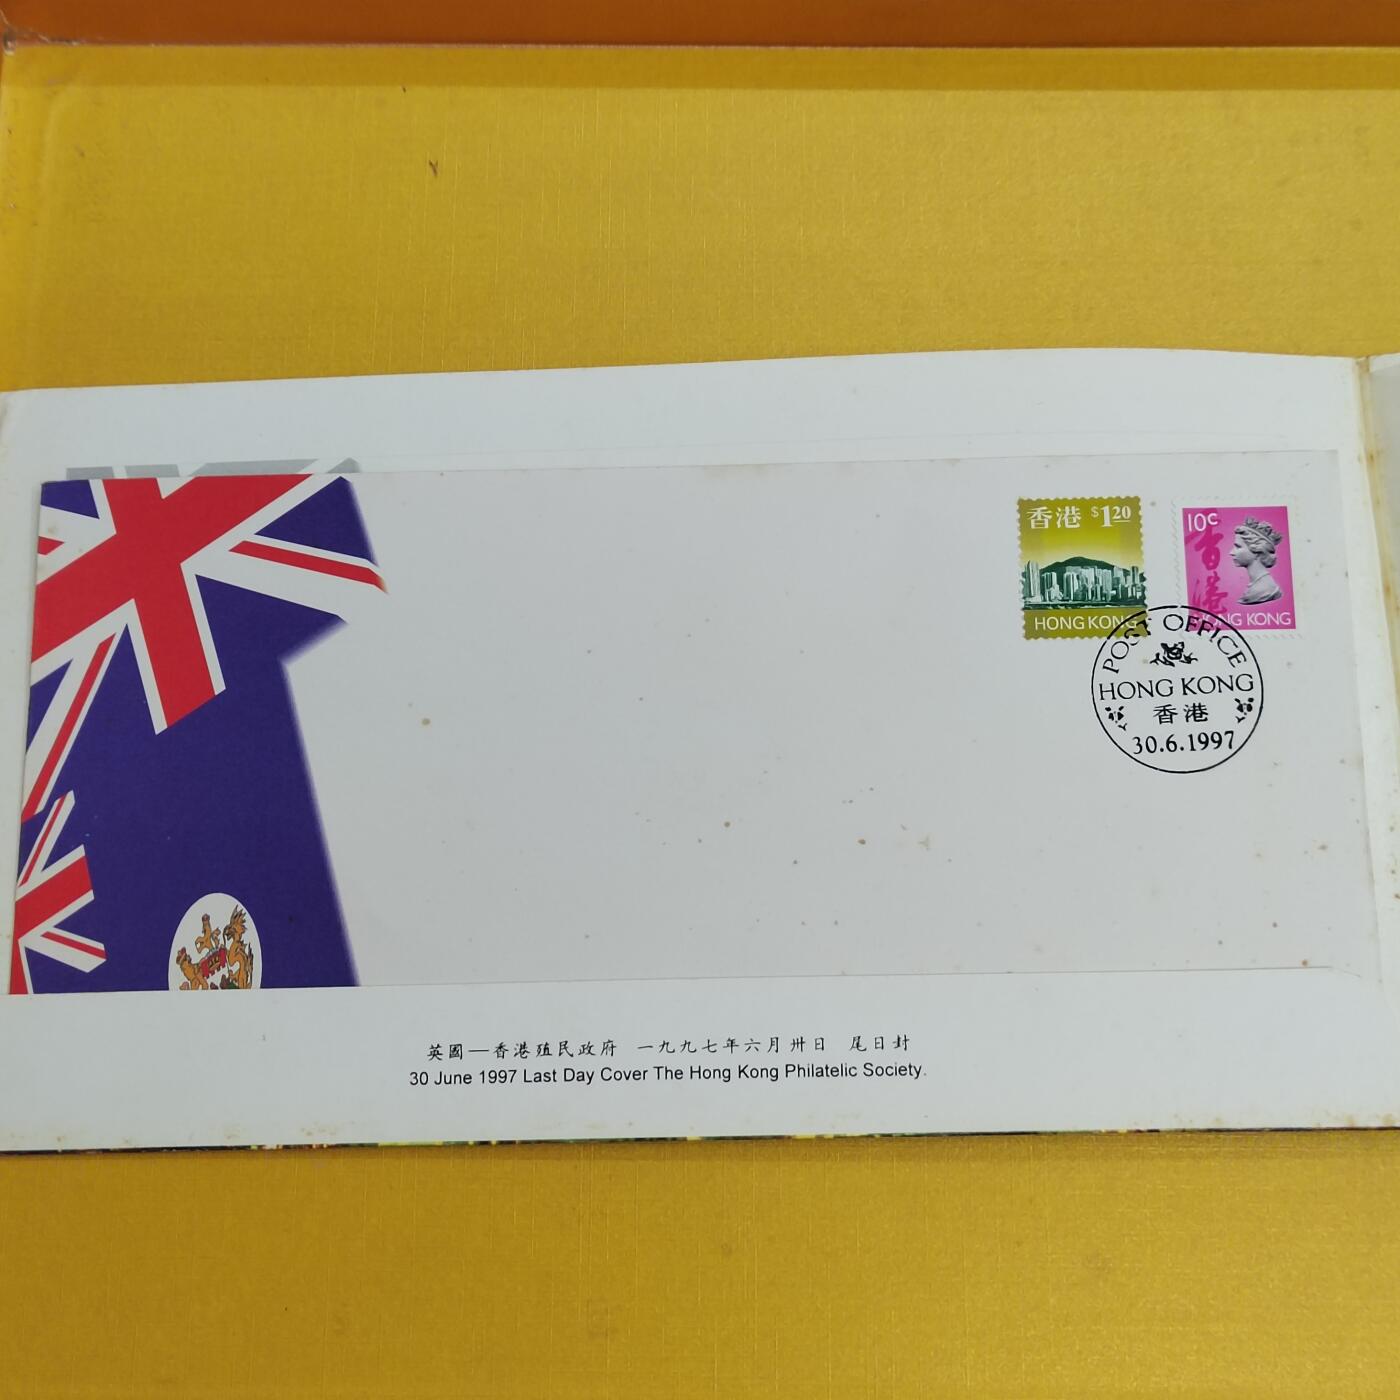 香港 $1.20
HONG KONG
10c
香港
HONG KONG
POST OFFICE
HONG KONG
香港
30.6.1997
英國—香港殖民政府 一九九七年六月卅日 尾日封
30 June 1997 Last Day Cover The Hong Kong Philatelic Society.